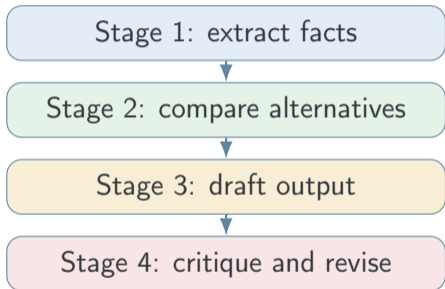 Stage 1: extract facts
Stage 2: compare alternatives
Stage 3: draft output
Stage 4: critique and revise